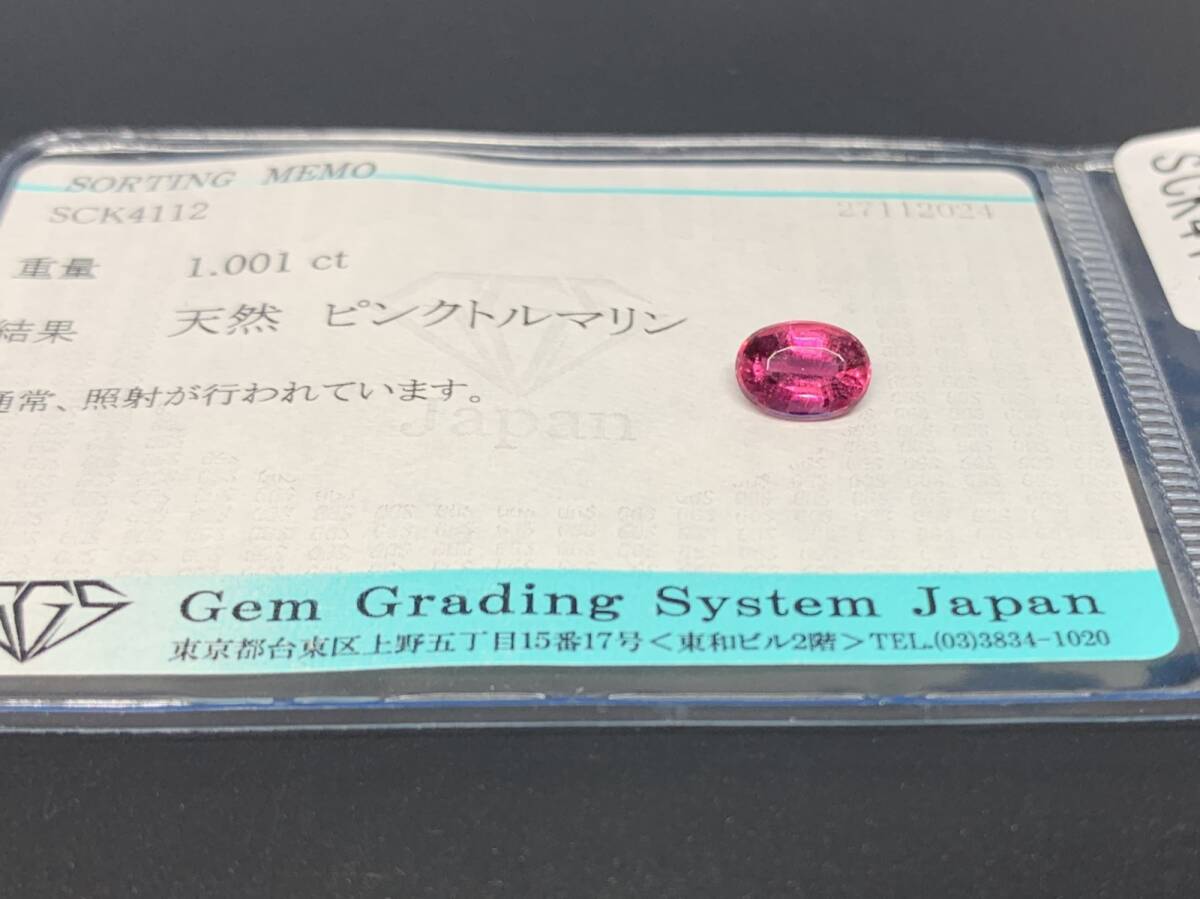 SORTING MEMO
SCK4112 27112024
重量 1.001 ct
結果 天然 ピンクトルマリン
通常、照射が行われています。
Japan
GGS Gem Grading System Japan
東京都台東区上野五丁目15番17号＜東和ビル2階＞TEL.(03)3834-1020